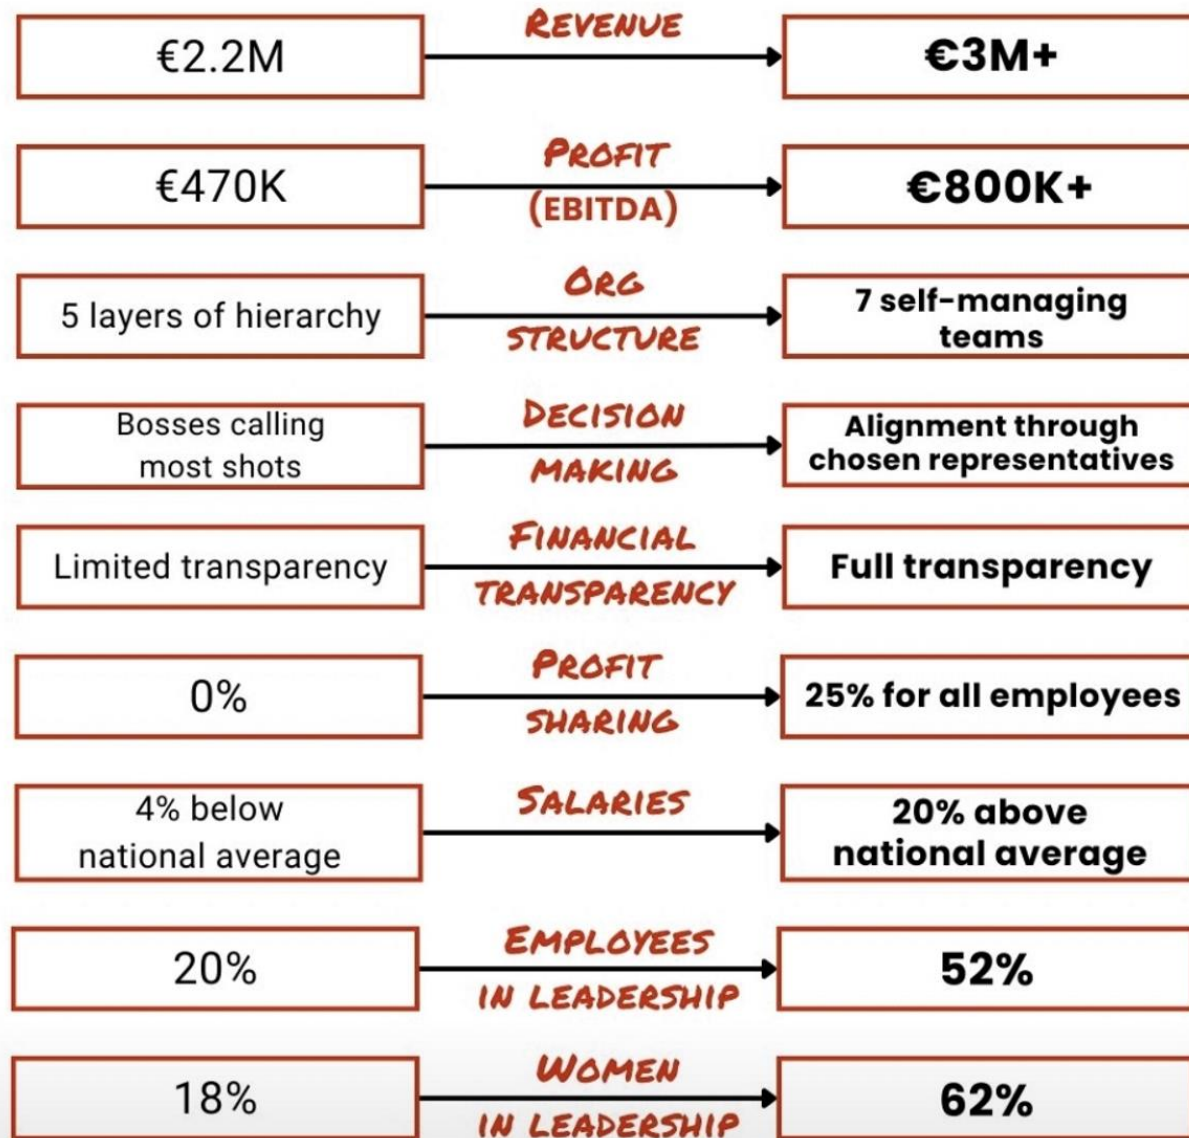 €2.2M
REVENUE
€3M+
€470K
PROFIT
(EBITDA)
€800K+
5 layers of hierarchy
ORG
STRUCTURE
7 self-managing
teams
Bosses calling
most shots
DECISION
MAKING
Alignment through
chosen representatives
Limited transparency
FINANCIAL
TRANSPARENCY
Full transparency
0%
PROFIT
SHARING
25% for all employees
4% below
national average
SALARIES
20% above
national average
20%
EMPLOYEES
IN LEADERSHIP
52%
18%
WOMEN
IN LEADERSHIP
62%